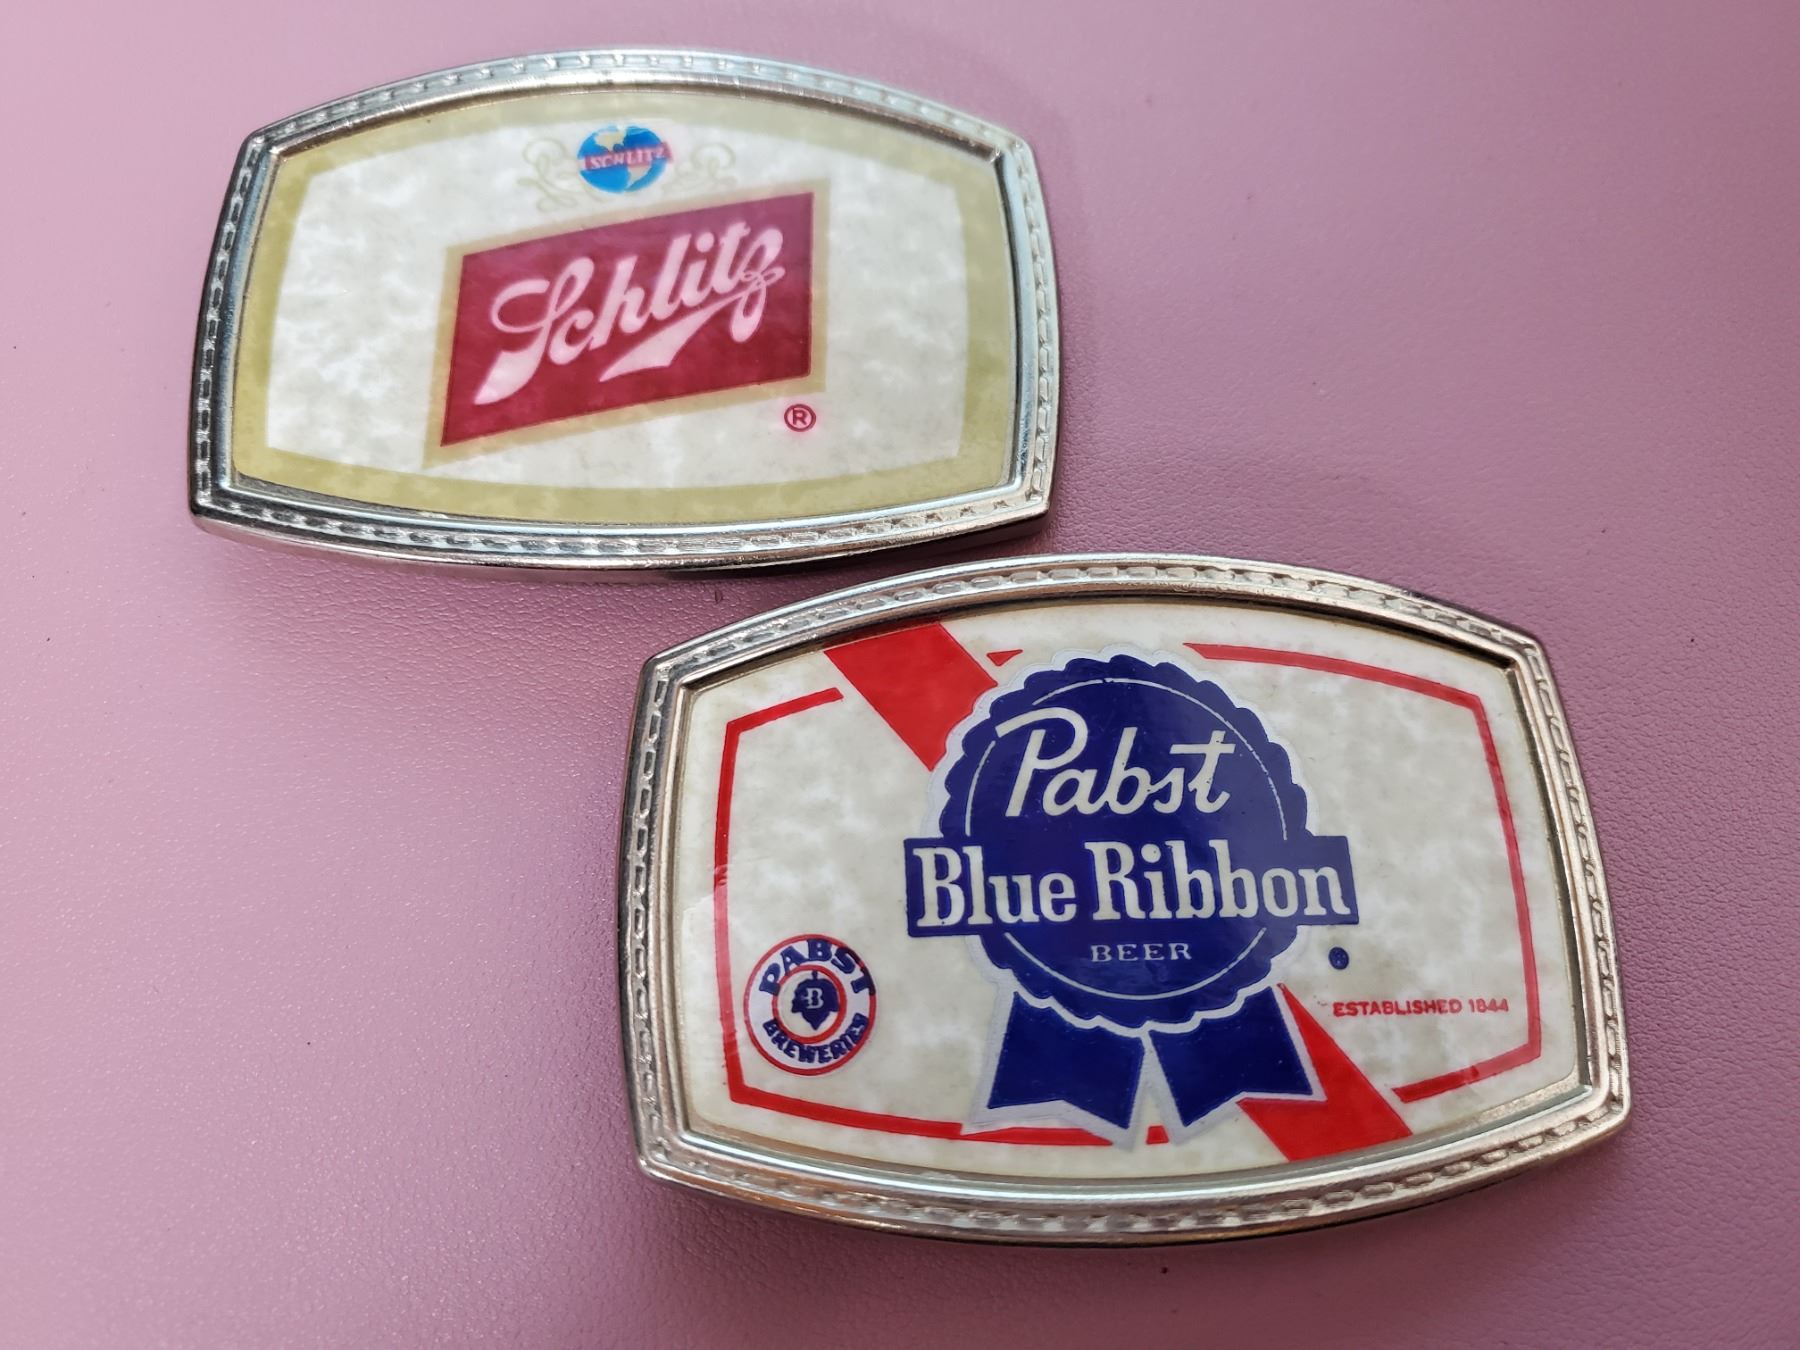 SCHLITZ
Schlitz
®
Pabst
Blue Ribbon
BEER
®
ESTABLISHED 1844
PABST
B
BREWERIES